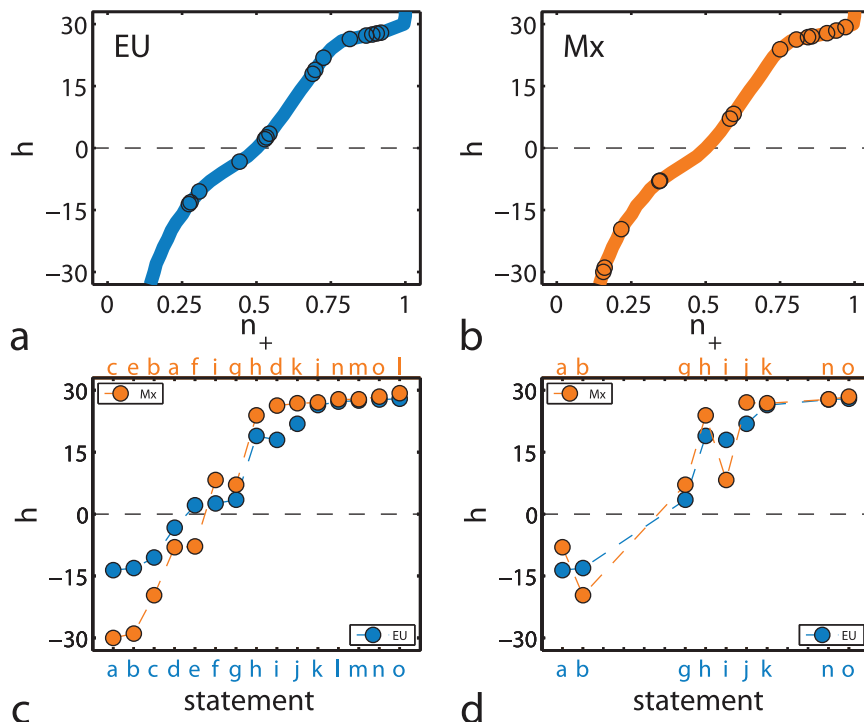 30
15
0
−15
−30
h
EU
0 0.25 0.5 0.75 1
n+
a
30
15
0
−15
−30
h
Mx
0 0.25 0.5 0.75 1
n+
b
c e b a f i g h d k j n m o l
30
15
0
−15
−30
h
Mx
EU
a b c d e f g h i j k l m n o
statement
c
a b g h i j k n o
30
15
0
−15
−30
h
Mx
EU
a b g h i j k n o
statement
d